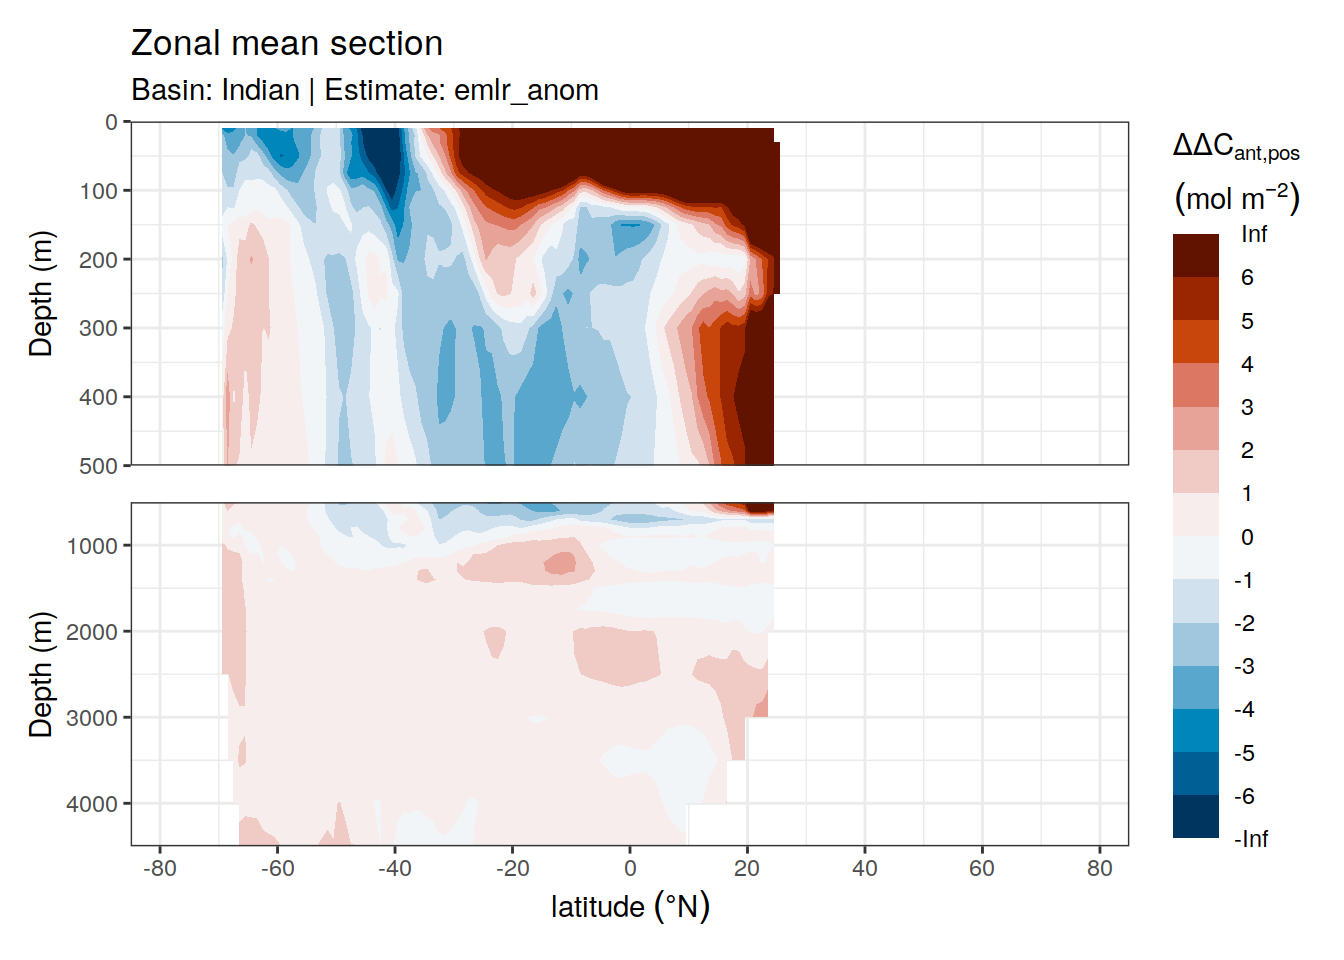 Zonal mean section
Basin: Indian | Estimate: emlr_anom
0
100
200
300
400
500
Depth (m)
1000
2000
3000
4000
Depth (m)
-80 -60 -40 -20 0 20 40 60 80
latitude (°N)
ΔΔC_ant,pos
(mol m⁻²)
Inf
6
5
4
3
2
1
0
-1
-2
-3
-4
-5
-6
-Inf